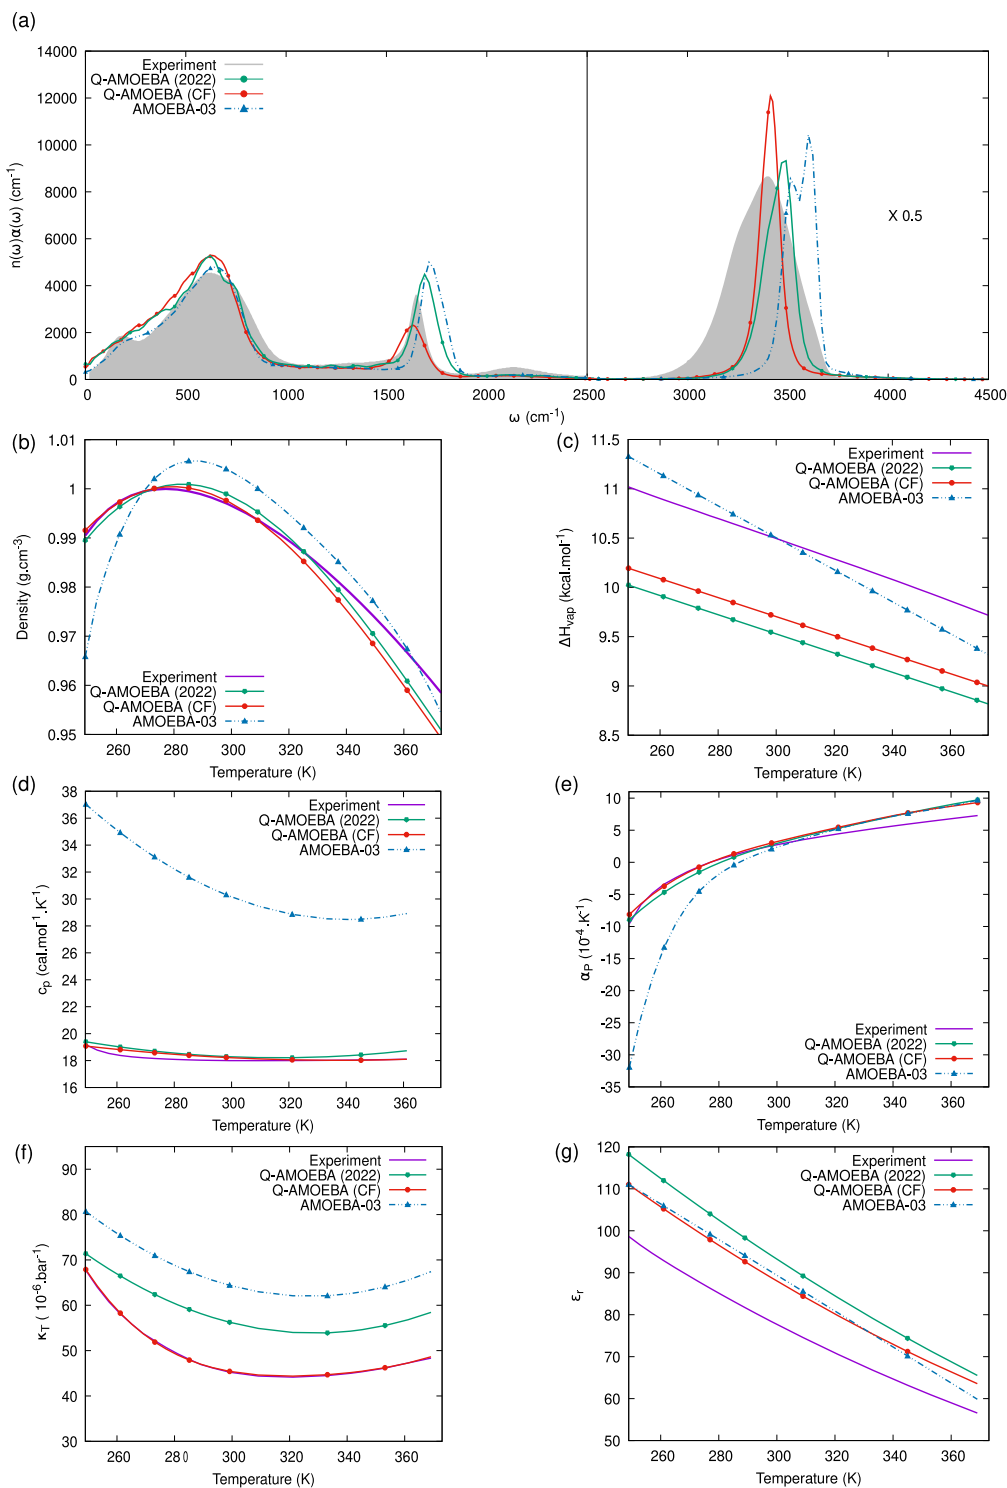 (a)
14000
12000
10000
8000
6000
4000
2000
0
n(ω)α(ω) (cm⁻¹)
Experiment
Q-AMOEBA (2022)
Q-AMOEBA (CF)
AMOEBA-03
X 0.5
0 500 1000 1500 2000 2500 3000 3500 4000 4500
ω (cm⁻¹)
(b)
1.01
1
0.99
0.98
0.97
0.96
0.95
Density (g.cm⁻³)
Experiment
Q-AMOEBA (2022)
Q-AMOEBA (CF)
AMOEBA-03
260 280 300 320 340 360
Temperature (K)
(c)
11.5
11
10.5
10
9.5
9
8.5
ΔHvap (kcal.mol⁻¹)
Experiment
Q-AMOEBA (2022)
Q-AMOEBA (CF)
AMOEBA-03
260 280 300 320 340 360
Temperature (K)
(d)
38
36
34
32
30
28
26
24
22
20
18
16
cp (cal.mol⁻¹.K⁻¹)
Experiment
Q-AMOEBA (2022)
Q-AMOEBA (CF)
AMOEBA-03
260 280 300 320 340 360
Temperature (K)
(e)
10
5
0
-5
-10
-15
-20
-25
-30
-35
αP (10⁻⁴.K⁻¹)
Experiment
Q-AMOEBA (2022)
Q-AMOEBA (CF)
AMOEBA-03
260 280 300 320 340 360
Temperature (K)
(f)
90
80
70
60
50
40
30
κT ( 10⁻⁶.bar⁻¹)
Experiment
Q-AMOEBA (2022)
Q-AMOEBA (CF)
AMOEBA-03
260 280 300 320 340 360
Temperature (K)
(g)
120
110
100
90
80
70
60
50
εr
Experiment
Q-AMOEBA (2022)
Q-AMOEBA (CF)
AMOEBA-03
260 280 300 320 340 360
Temperature (K)